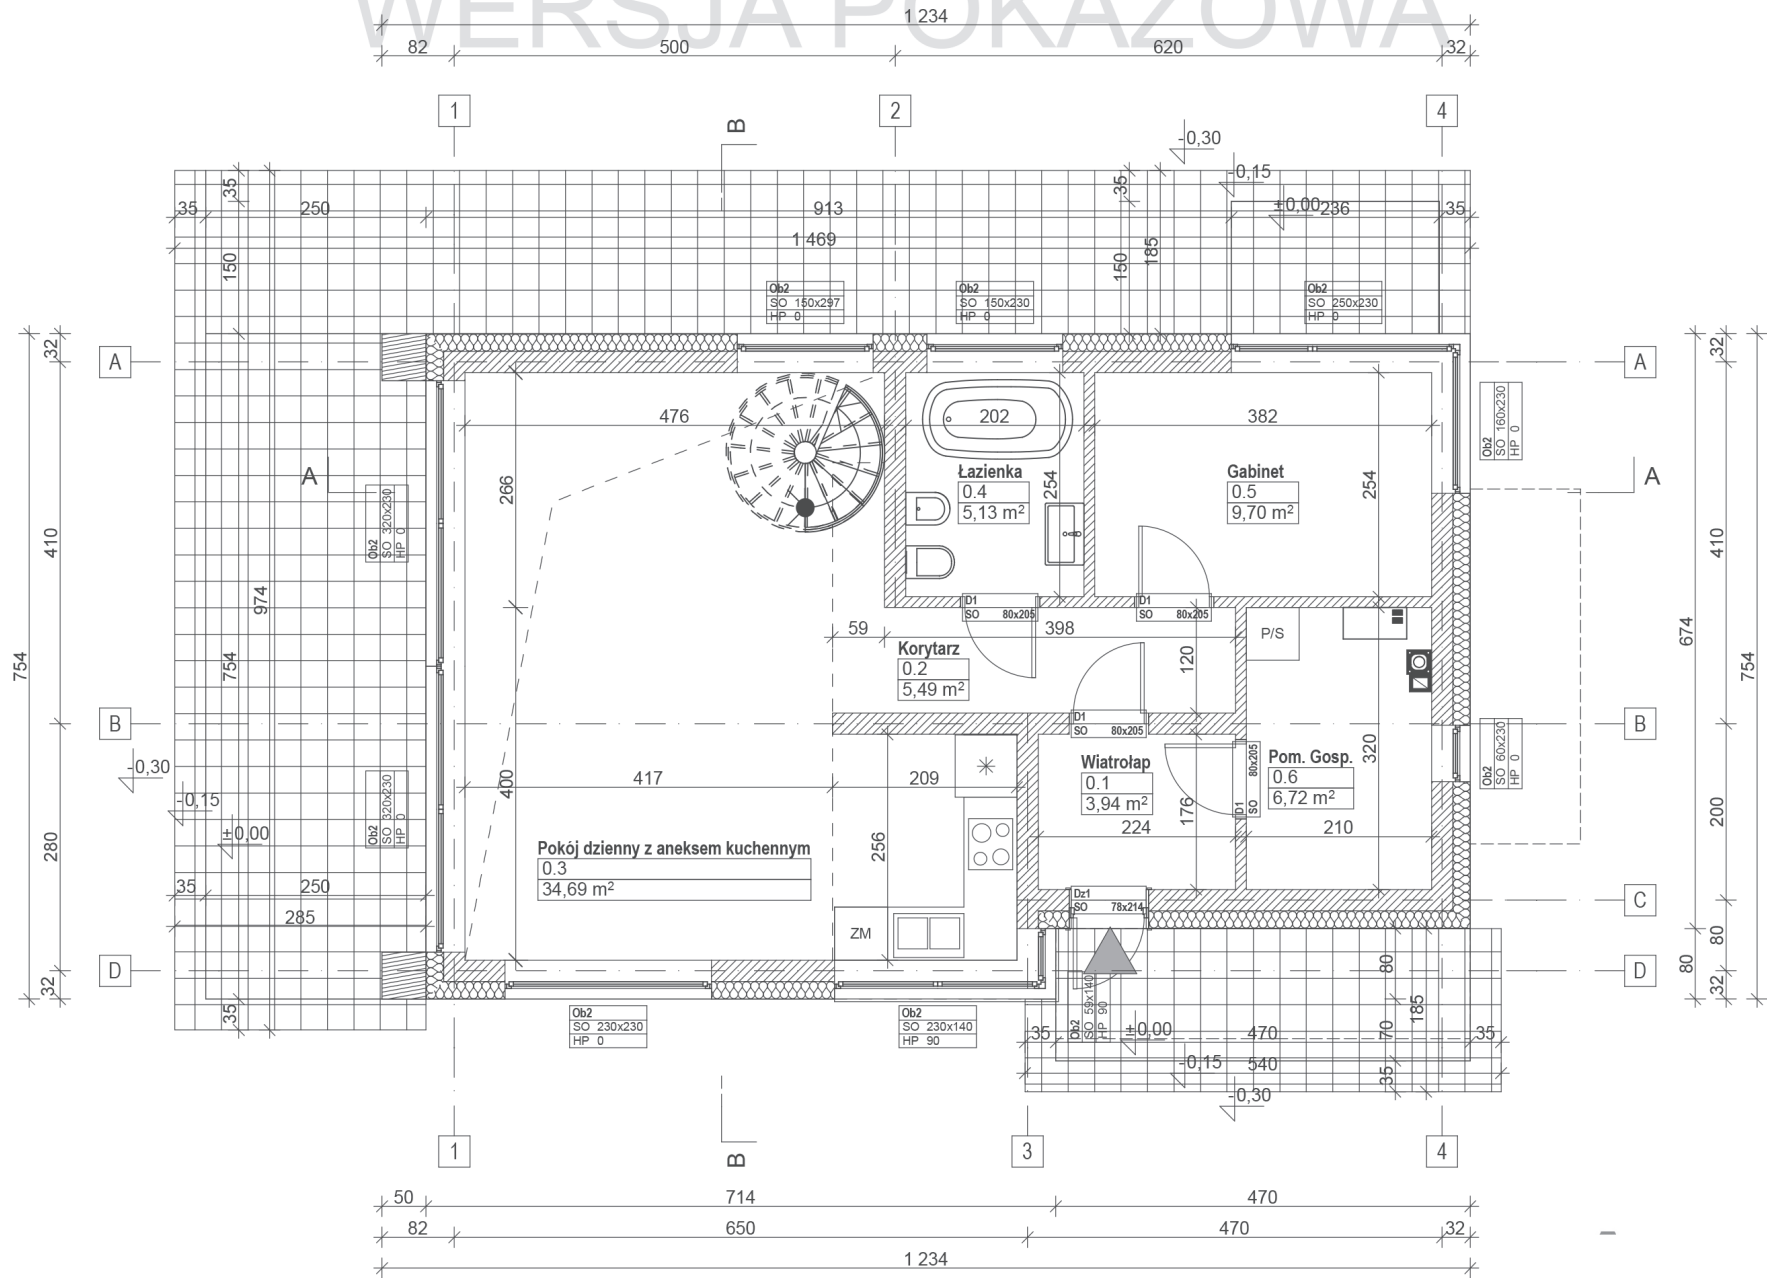 WERSJA POKAZOWA
1 234
82 500 620 32
1 2 4
B
-0,30
-0,15
±0,00
35 250 913 236 35
1 469
35 150
35 150 185
Ob2
SO 150x297
HP 0
Ob2
SO 150x230
HP 0
Ob2
SO 250x230
HP 0
A A
32 32
476 202 382
Ob2
SO 160x230
HP 0
A A
266 254 254
Łazienka
0.4
5,13 m²
Gabinet
0.5
9,70 m²
Ob2
SO 320x230
HP 0
410 410
974
D1
SO 80x205
D1
SO 80x205
59 398
P/S
120
Korytarz
0.2
5,49 m²
754 754 674 754
B B
D1
SO 80x205
Ob2
SO 60x230
HP 0
-0,30
-0,15
±0,00
417 209
400
Wiatrołap
0.1
3,94 m²
D1
SO 80x205
Pom. Gosp.
0.6
6,72 m²
320
176
224 210
200
Ob2
SO 320x230
HP 0
280
256
Pokój dzienny z aneksem kuchennym
0.3
34,69 m²
35 250
285
Dz1
SO 78x214
C
ZM
80 80 80
D D
32 32
35
Ob2
SO 230x230
HP 0
Ob2
SO 230x140
HP 90
Ob2
SO 59x140
HP 90
±0,00
35 470 35
70 185
-0,15 540
35
-0,30
1 3 4
B
50 714 470
82 650 470 32
1 234